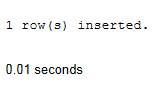 1 row(s) inserted.
0.01 seconds